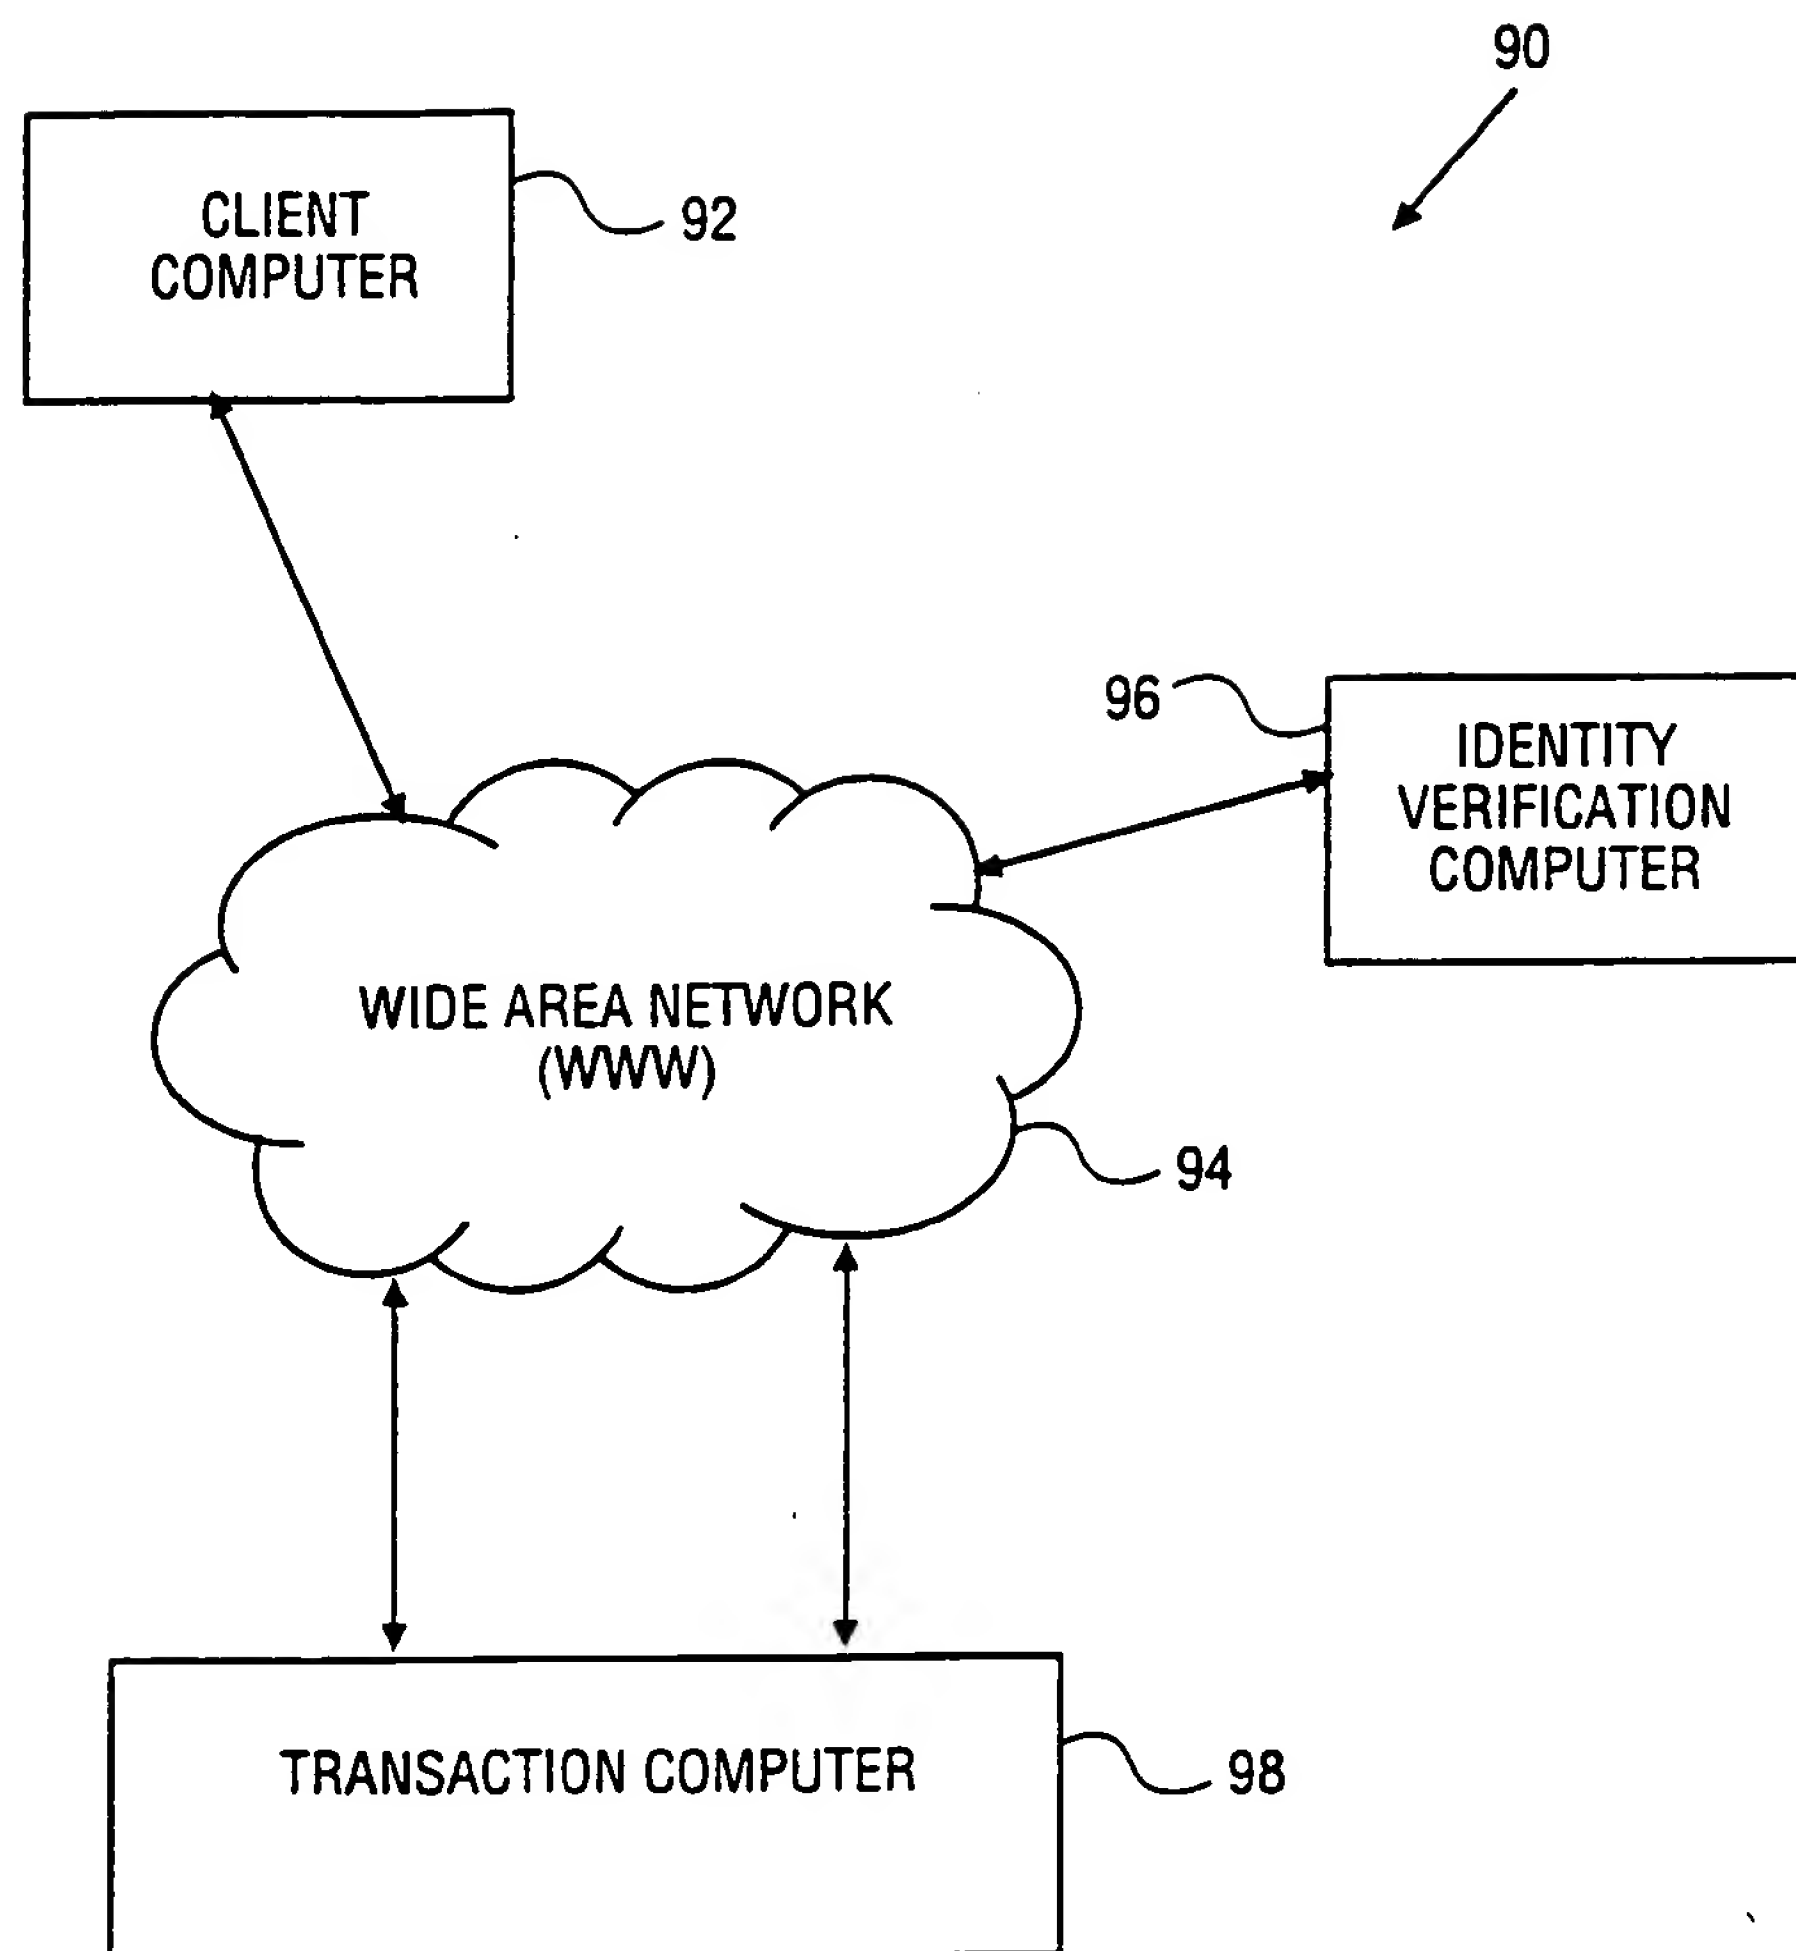 90
CLIENT
COMPUTER
92
96
IDENTITY
VERIFICATION
COMPUTER
WIDE AREA NETWORK
(WWW)
94
TRANSACTION COMPUTER
98